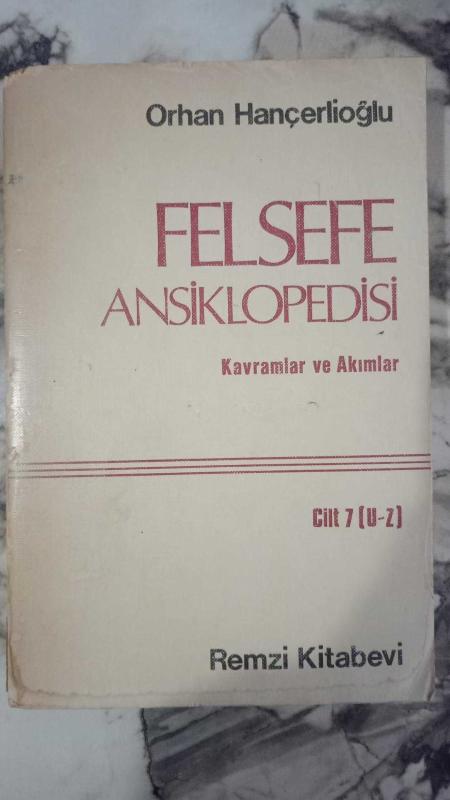 Orhan Hançerlioğlu
FELSEFE
ANSİKLOPEDİSİ
Kavramlar ve Akımlar
Cilt 7 (U-Z)
Remzi Kitabevi